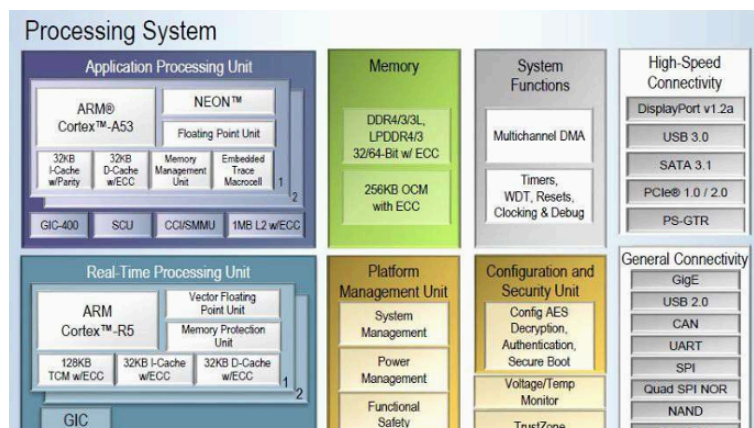 Processing System
Application Processing Unit
ARM®
Cortex™-A53
NEON™
Floating Point Unit
32KB
I-Cache
w/Parity
32KB
D-Cache
w/ECC
Memory
Management
Unit
Embedded
Trace
Macrocell
1
2
GIC-400
SCU
CCI/SMMU
1MB L2 w/ECC
Memory
DDR4/3/3L,
LPDDR4/3
32/64-Bit w/ ECC
256KB OCM
with ECC
System
Functions
Multichannel DMA
Timers,
WDT, Resets,
Clocking & Debug
High-Speed
Connectivity
DisplayPort v1.2a
USB 3.0
SATA 3.1
PCIe® 1.0 / 2.0
PS-GTR
Real-Time Processing Unit
ARM
Cortex™-R5
Vector Floating
Point Unit
Memory Protection
Unit
128KB
TCM w/ECC
32KB I-Cache
w/ECC
32KB D-Cache
w/ECC
1
2
GIC
Platform
Management Unit
System
Management
Power
Management
Functional
Safety
Configuration and
Security Unit
Config AES
Decryption,
Authentication,
Secure Boot
Voltage/Temp
Monitor
TrustZone
General Connectivity
GigE
USB 2.0
CAN
UART
SPI
Quad SPI NOR
NAND